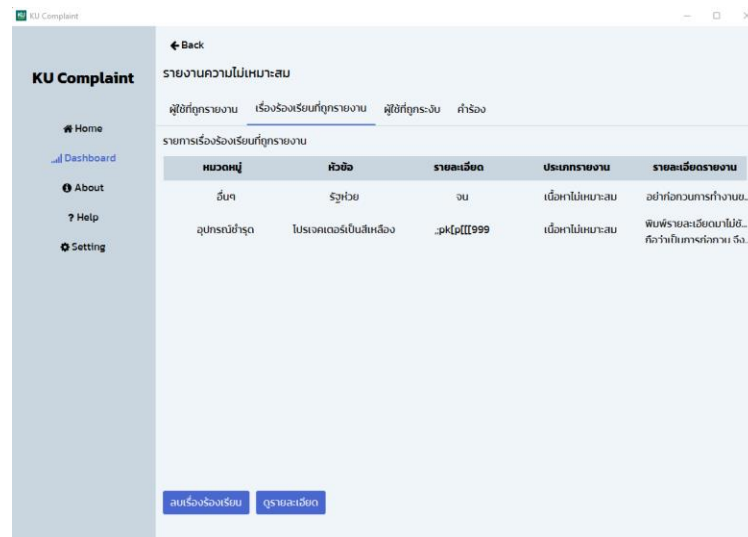 KU Complaint
Back
KU Complaint
รายงานความไม่เหมาะสม
ผู้ใช้ที่ถูกรายงาน เรื่องร้องเรียนที่ถูกรายงาน ผู้ใช้ที่ถูกระงับ คำร้อง
Home
Dashboard
About
? Help
Setting
รายการเรื่องร้องเรียนที่ถูกรายงาน
หมวดหมู่ หัวข้อ รายละเอียด ประเภทรายงาน รายละเอียดรายงาน
อื่นๆ รัฐห่วย จน เนื้อหาไม่เหมาะสม อย่าก่อกวนการทำงานข...
อุปกรณ์ชำรุด โปรเจคเตอร์เป็นสีเหลือง .;pk[p[[[999 เนื้อหาไม่เหมาะสม พิมพ์รายละเอียดมาไม่ชั...
ถือว่าเป็นการก่อกวน จึง...
ลบเรื่องร้องเรียน ดูรายละเอียด